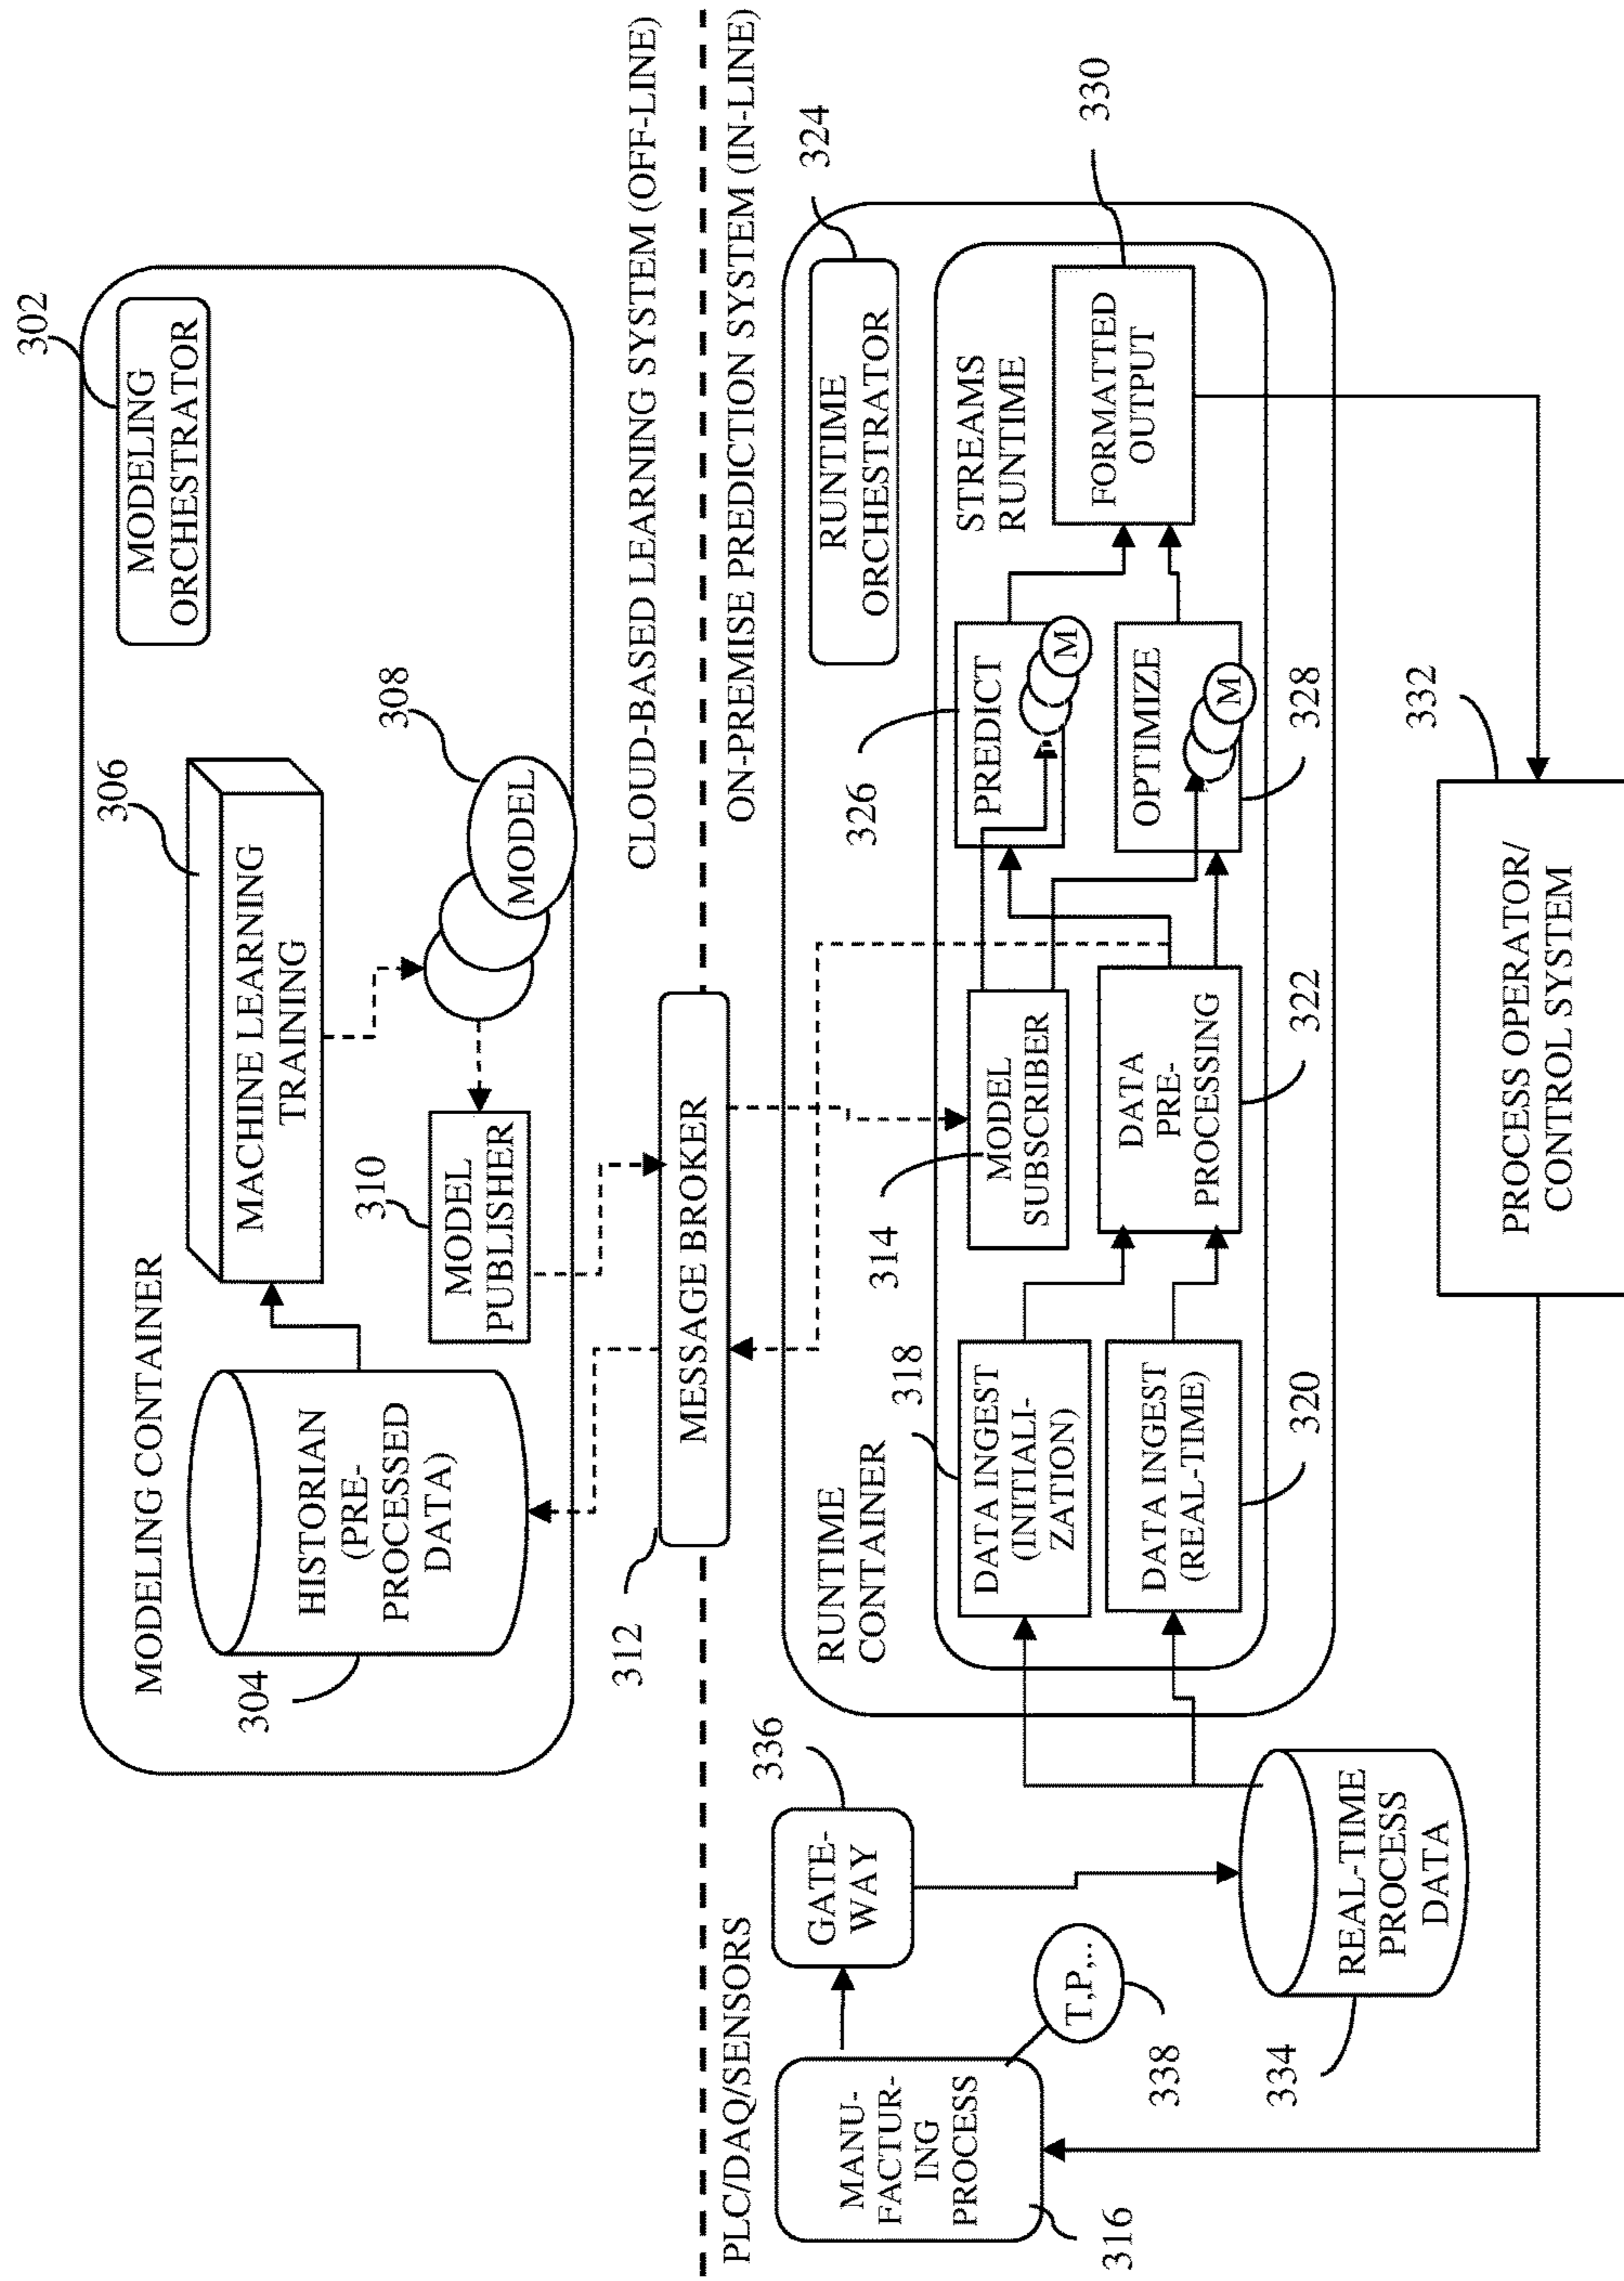 MODELING CONTAINER
MODELING
ORCHESTRATOR
302
HISTORIAN
(PRE-
PROCESSED
DATA)
304
MACHINE LEARNING
TRAINING
306
MODEL
308
MODEL
PUBLISHER
310
CLOUD-BASED LEARNING SYSTEM (OFF-LINE)
MESSAGE BROKER
312
PLC/DAQ/SENSORS
ON-PREMISE PREDICTION SYSTEM (IN-LINE)
MANU-
FACTUR-
ING
PROCESS
316
GATE-
WAY
336
T,P,..
338
REAL-TIME
PROCESS
DATA
334
RUNTIME
CONTAINER
RUNTIME
ORCHESTRATOR
324
STREAMS
RUNTIME
DATA INGEST
(INITIALI-
ZATION)
318
DATA INGEST
(REAL-TIME)
320
MODEL
SUBSCRIBER
314
DATA
PRE-
PROCESSING
322
PREDICT
M
326
OPTIMIZE
M
328
FORMATTED
OUTPUT
330
PROCESS OPERATOR/
CONTROL SYSTEM
332